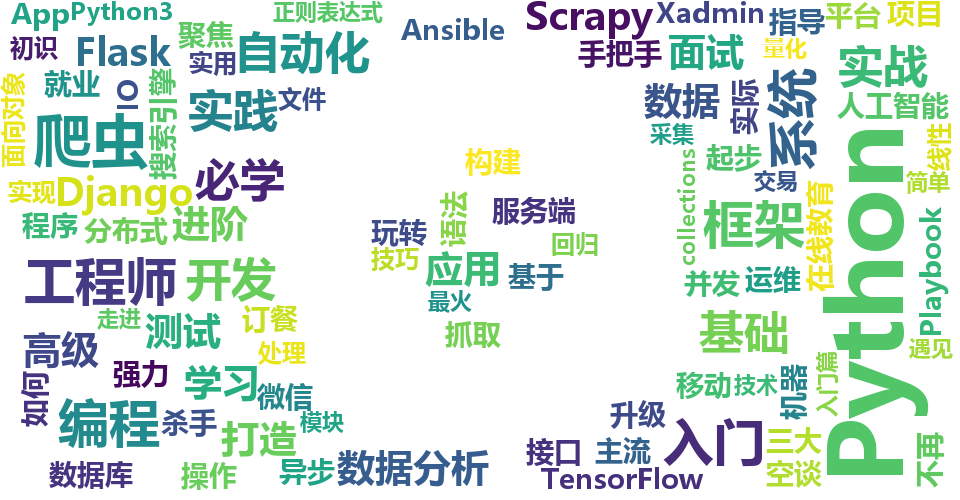 App
Python3
正则表达式
Ansible
Scrapy
Xadmin
指导
平台
项目
初识
Flask
聚焦
实用
自动化
手把手
面试
量化
实战
就业
IO
搜索引擎
面向对象
爬虫
实践
文件
数据
实际
系统
人工智能
采集
线性
必学
构建
collections
起步
交易
简单
实现
Django
语法
服务端
框架
在线教育
Playbook
Python
程序
分布式
进阶
玩转
技巧
回归
工程师
开发
应用
基于
最火
并发
运维
走进
测试
订餐
抓取
基础
遇见
高级
处理
如何
强力
学习
微信
移动
技术
机器
入门篇
编程
杀手
打造
模块
升级
入门
三大
空谈
不再
数据库
操作
异步
数据分析
接口
主流
TensorFlow